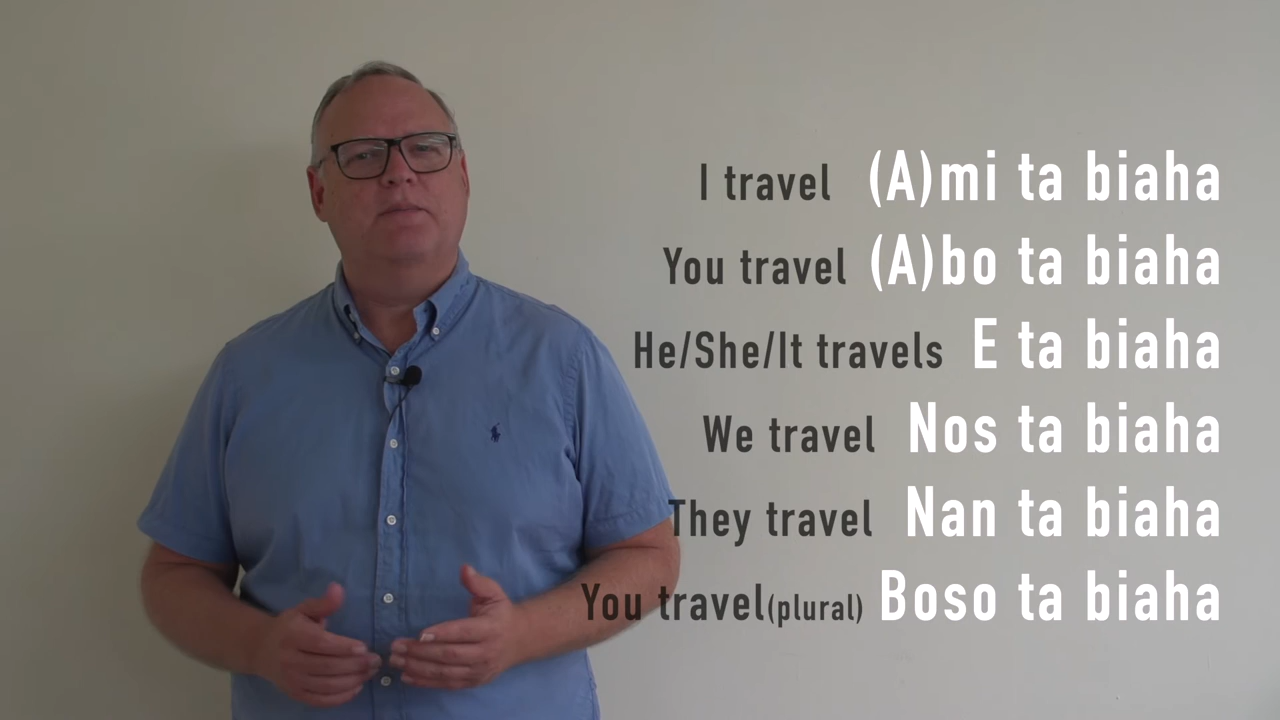 I travel (A)mi ta biaha
You travel (A)bo ta biaha
He/She/It travels E ta biaha
We travel Nos ta biaha
They travel Nan ta biaha
You travel(plural) Boso ta biaha